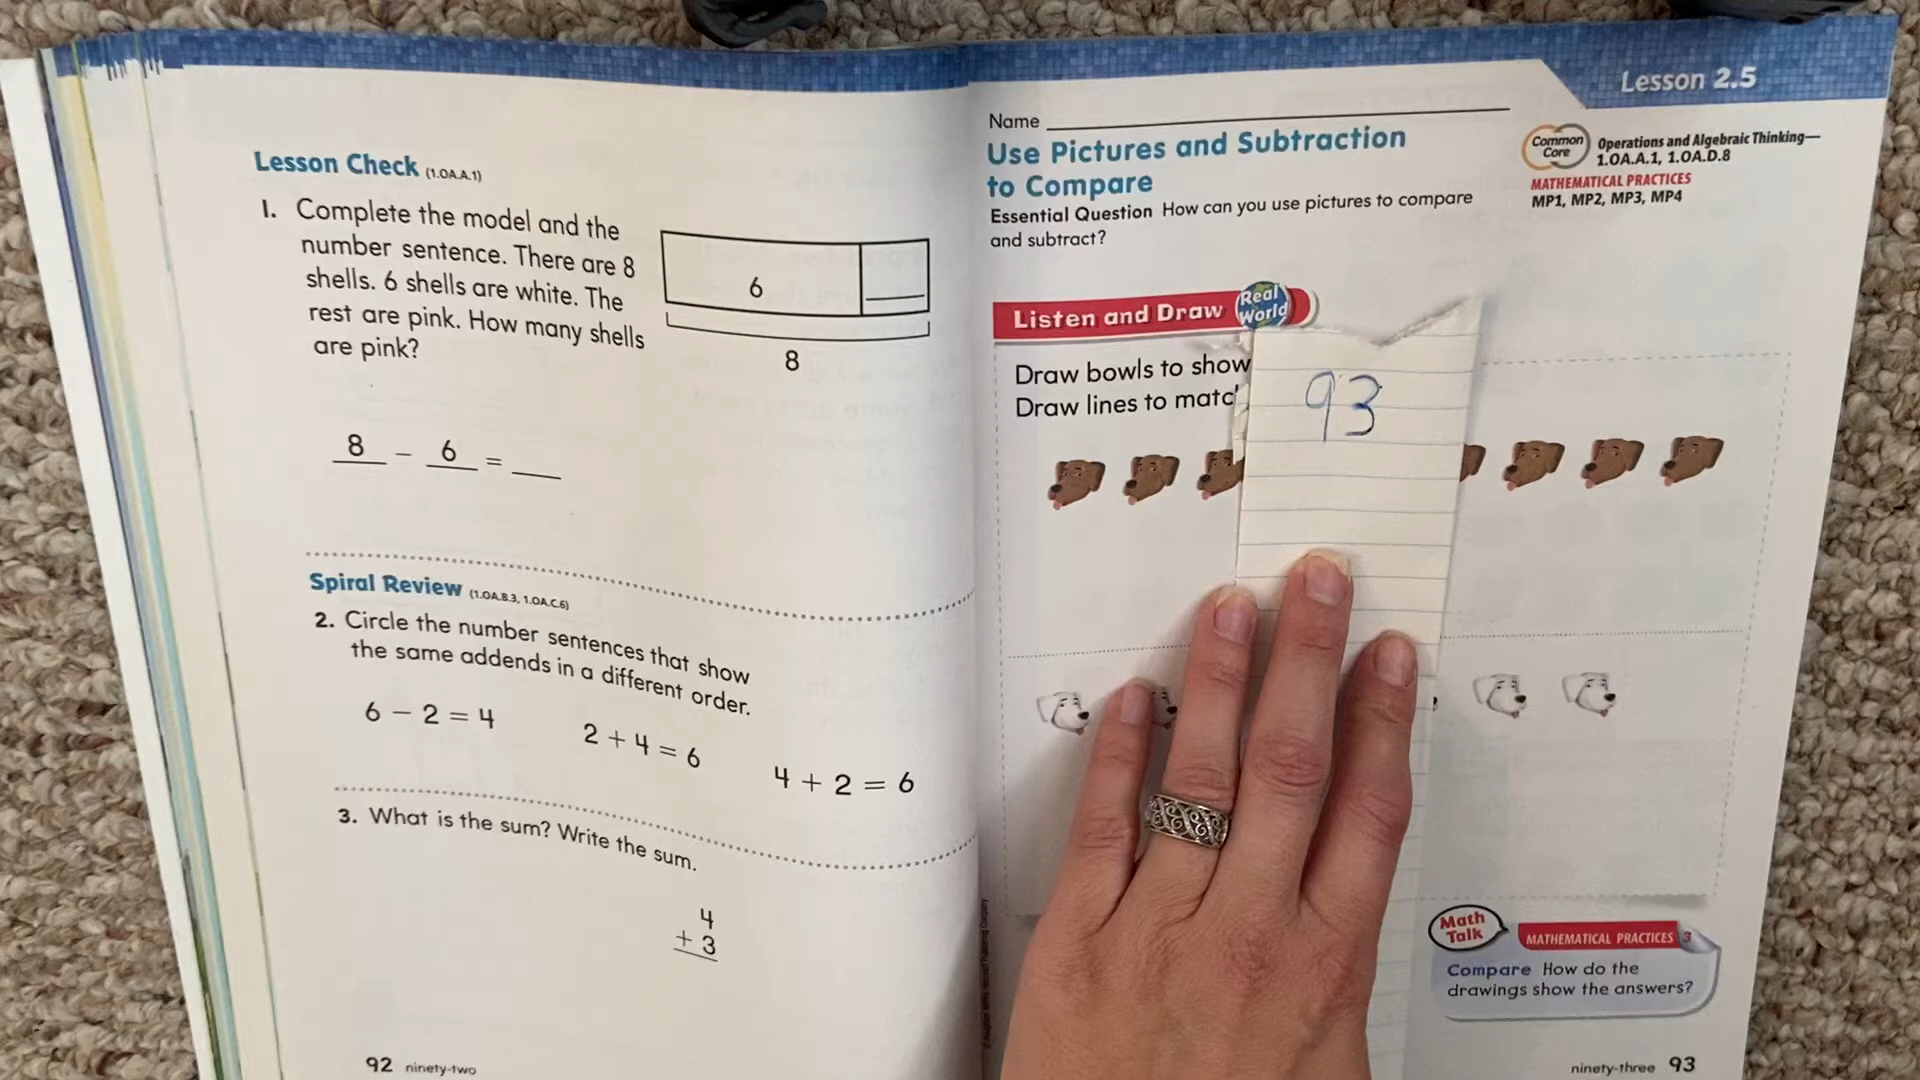 Lesson Check (1.OA.A.1)
1. Complete the model and the
number sentence. There are 8
shells. 6 shells are white. The
rest are pink. How many shells
are pink?
6
8
8 - 6 = ___
Spiral Review (1.OA.B.3, 1.OA.C.6)
2. Circle the number sentences that show
the same addends in a different order.
6 - 2 = 4
2 + 4 = 6
4 + 2 = 6
3. What is the sum? Write the sum.
4
+ 3
92 ninety-two
Lesson 2.5
Name
Use Pictures and Subtraction
to Compare
Essential Question How can you use pictures to compare
and subtract?
Common
Core
Operations and Algebraic Thinking—
1.OA.A.1, 1.OA.D.8
MATHEMATICAL PRACTICES
MP1, MP2, MP3, MP4
Listen and Draw
Real
World
Draw bowls to show
Draw lines to
93
Math
Talk
MATHEMATICAL PRACTICES 3
Compare How do the
drawings show the answers?
ninety-three 93